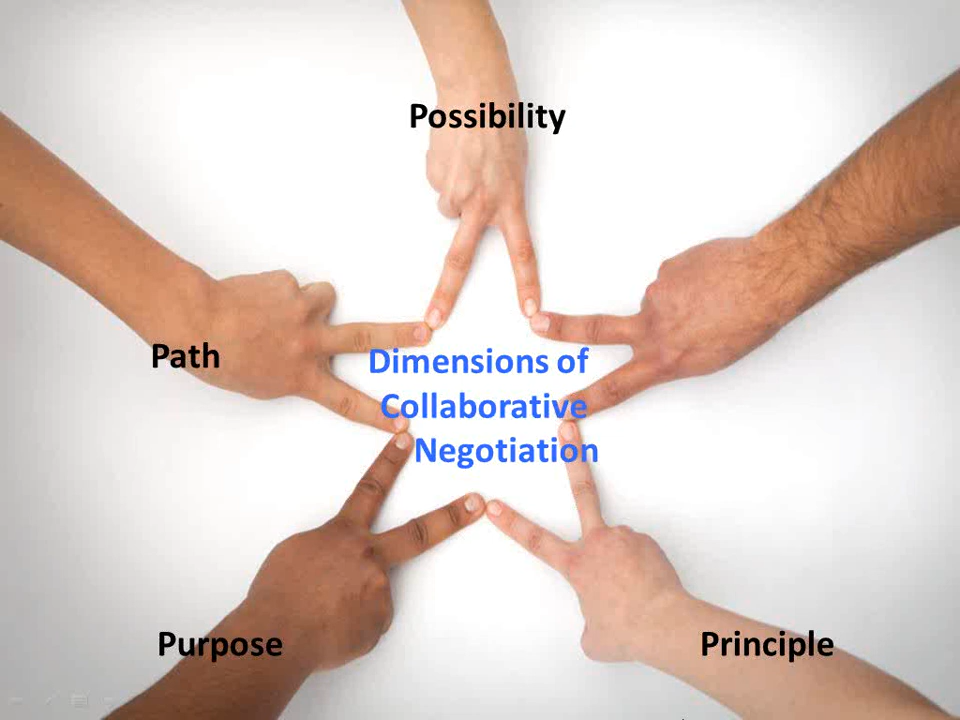 Possibility
Path
Dimensions of
Collaborative
Negotiation
Purpose
Principle